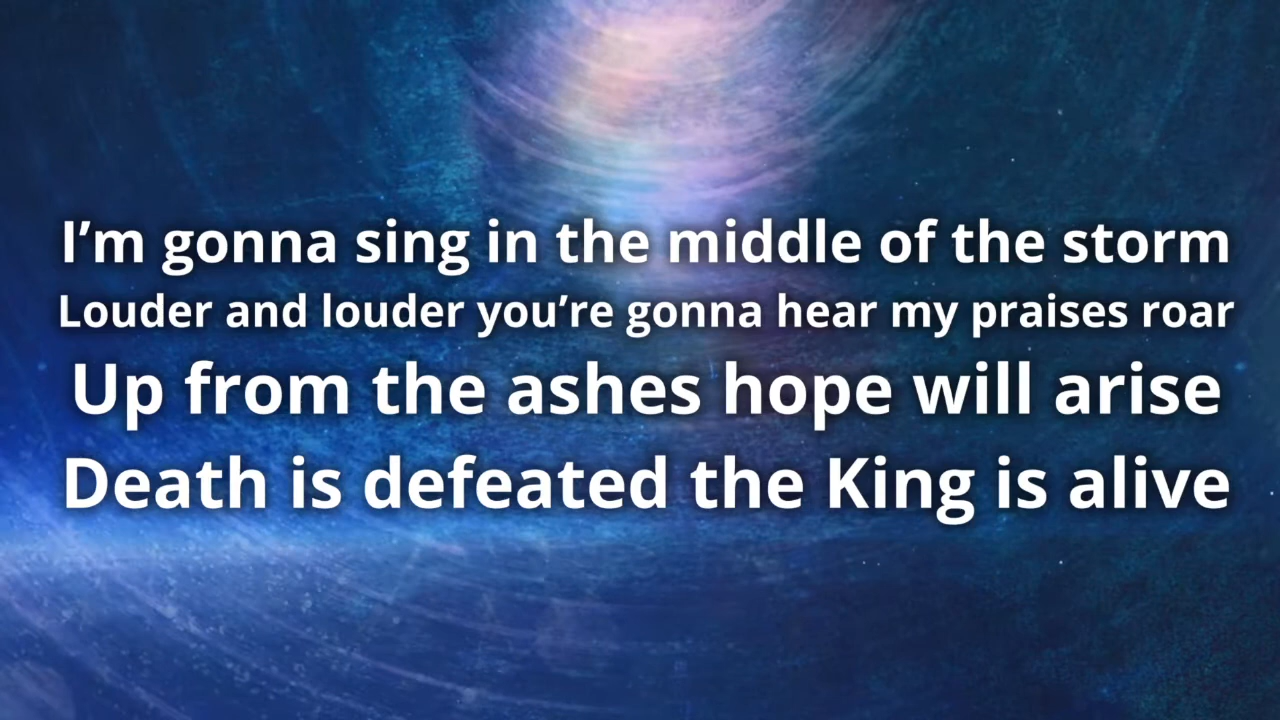 I’m gonna sing in the middle of the storm
Louder and louder you’re gonna hear my praises roar
Up from the ashes hope will arise
Death is defeated the King is alive